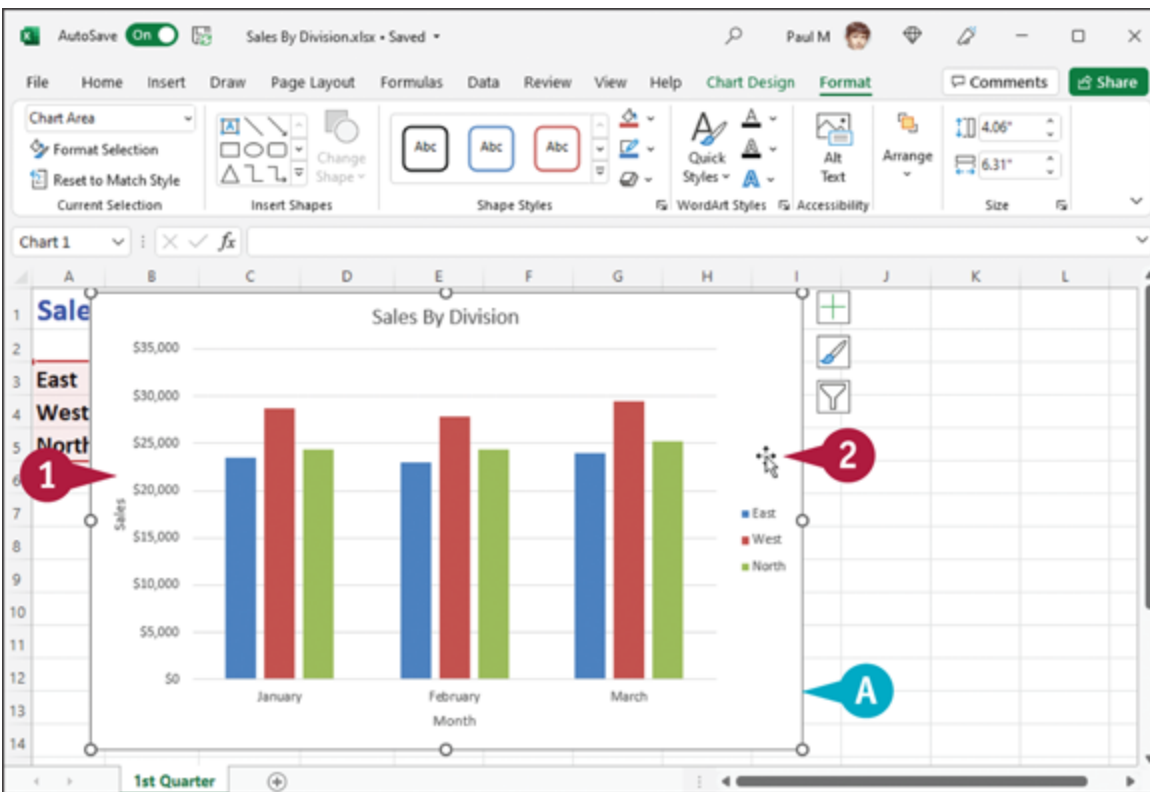 AutoSave On Sales By Division.xlsx • Saved Paul M
File Home Insert Draw Page Layout Formulas Data Review View Help Chart Design Format Comments Share
Chart Area
Format Selection
Reset to Match Style
Current Selection
Change
Shape
Insert Shapes
Abc Abc Abc
Shape Styles
Quick
Styles
WordArt Styles
Alt
Text
Accessibility
Arrange
4.06"
6.31"
Size
Chart 1 fx
A B C D E F G H I J K L
1 Sale
2
3 East
4 West
5 North
6
7
8
9
10
11
12
13
14
Sales By Division
$35,000
$30,000
$25,000
$20,000
$15,000
$10,000
$5,000
$0
Sales
January February March
Month
East
West
North
1
2
A
1st Quarter